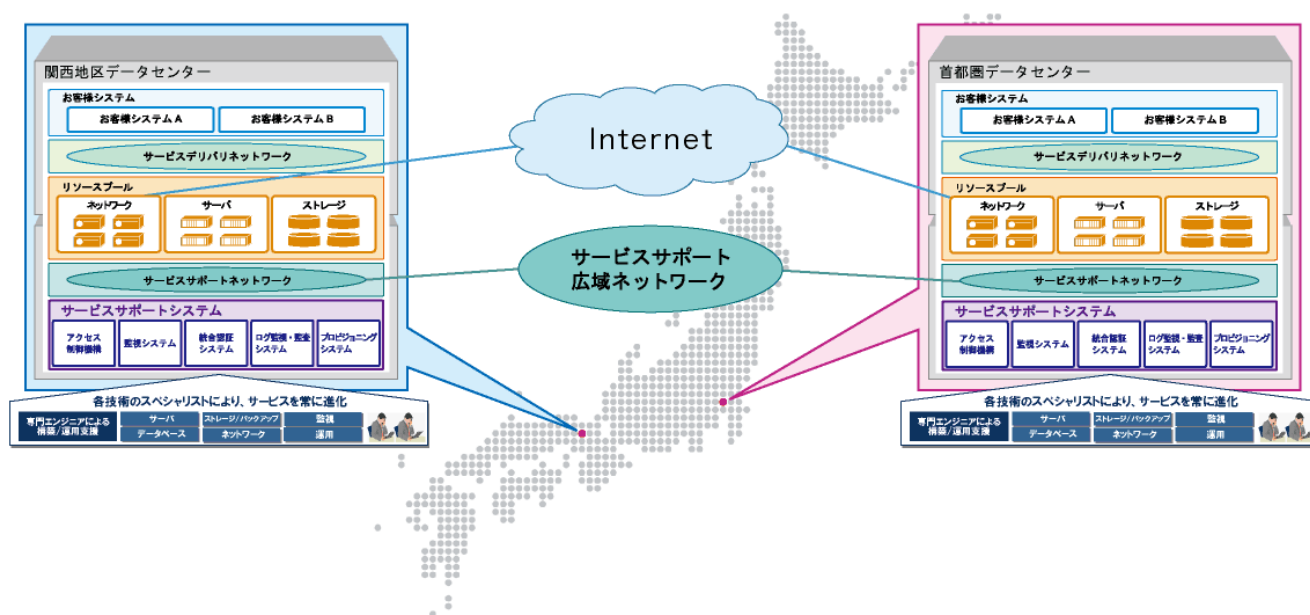 関西地区データセンター
お客様システム
お客様システムA
お客様システムB
サービスデリバリネットワーク
リソースプール
ネットワーク
サーバ
ストレージ
サービスサポートネットワーク
サービスサポートシステム
アクセス
制御機構
監視システム
統合認証
システム
ログ監視・監査
システム
プロビジョニング
システム
各技術のスペシャリストにより、サービスを常に進化
専門エンジニアによる
構築/運用支援
サーバ
ストレージ/バックアップ
監視
データベース
ネットワーク
運用
Internet
サービスサポート
広域ネットワーク
首都圏データセンター
お客様システム
お客様システムA
お客様システムB
サービスデリバリネットワーク
リソースプール
ネットワーク
サーバ
ストレージ
サービスサポートネットワーク
サービスサポートシステム
アクセス
制御機構
監視システム
統合認証
システム
ログ監視・監査
システム
プロビジョニング
システム
各技術のスペシャリストにより、サービスを常に進化
専門エンジニアによる
構築/運用支援
サーバ
ストレージ/バックアップ
監視
データベース
ネットワーク
運用